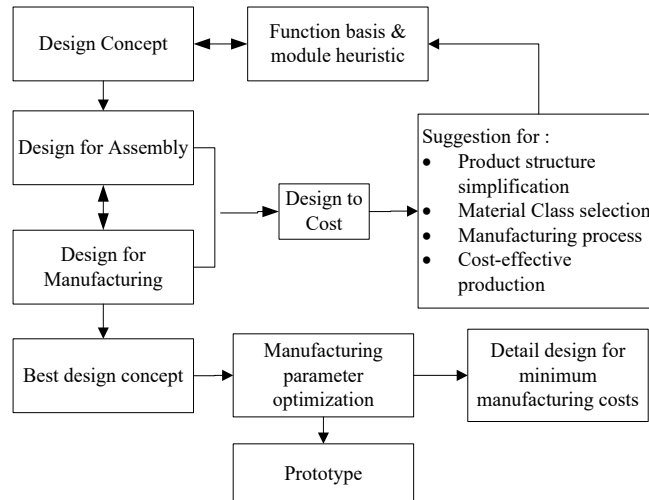 Design Concept
Function basis &
module heuristic
Design for Assembly
Design for
Manufacturing
Design to
Cost
Suggestion for :
● Product structure
simplification
● Material Class selection
● Manufacturing process
● Cost-effective
production
Best design concept
Manufacturing
parameter
optimization
Detail design for
minimum
manufacturing costs
Prototype